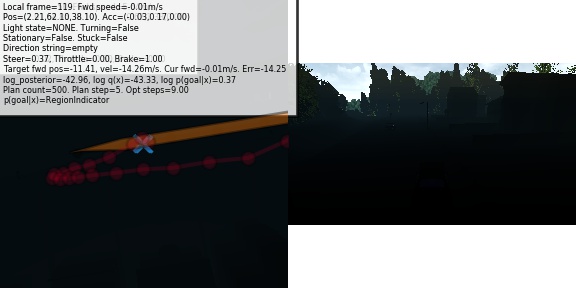 Local frame=119. Fwd speed=-0.01m/s
Pos=(2.21,62.10,38.10). Acc=(-0.03,0.17,0.00)
Light state=NONE. Turning=False
Stationary=False. Stuck=False
Direction string=empty
Steer=0.37, Throttle=0.00, Brake=1.00
Target fwd pos=-11.41, vel=-14.26m/s. Cur fwd=-0.01m/s. Err=-14.25
log_posterior=-42.96, log q(x)=-43.33, log p(goal|x)=0.37
Plan count=500. Plan step=5. Opt steps=9.00
p(goal|x)=RegionIndicator